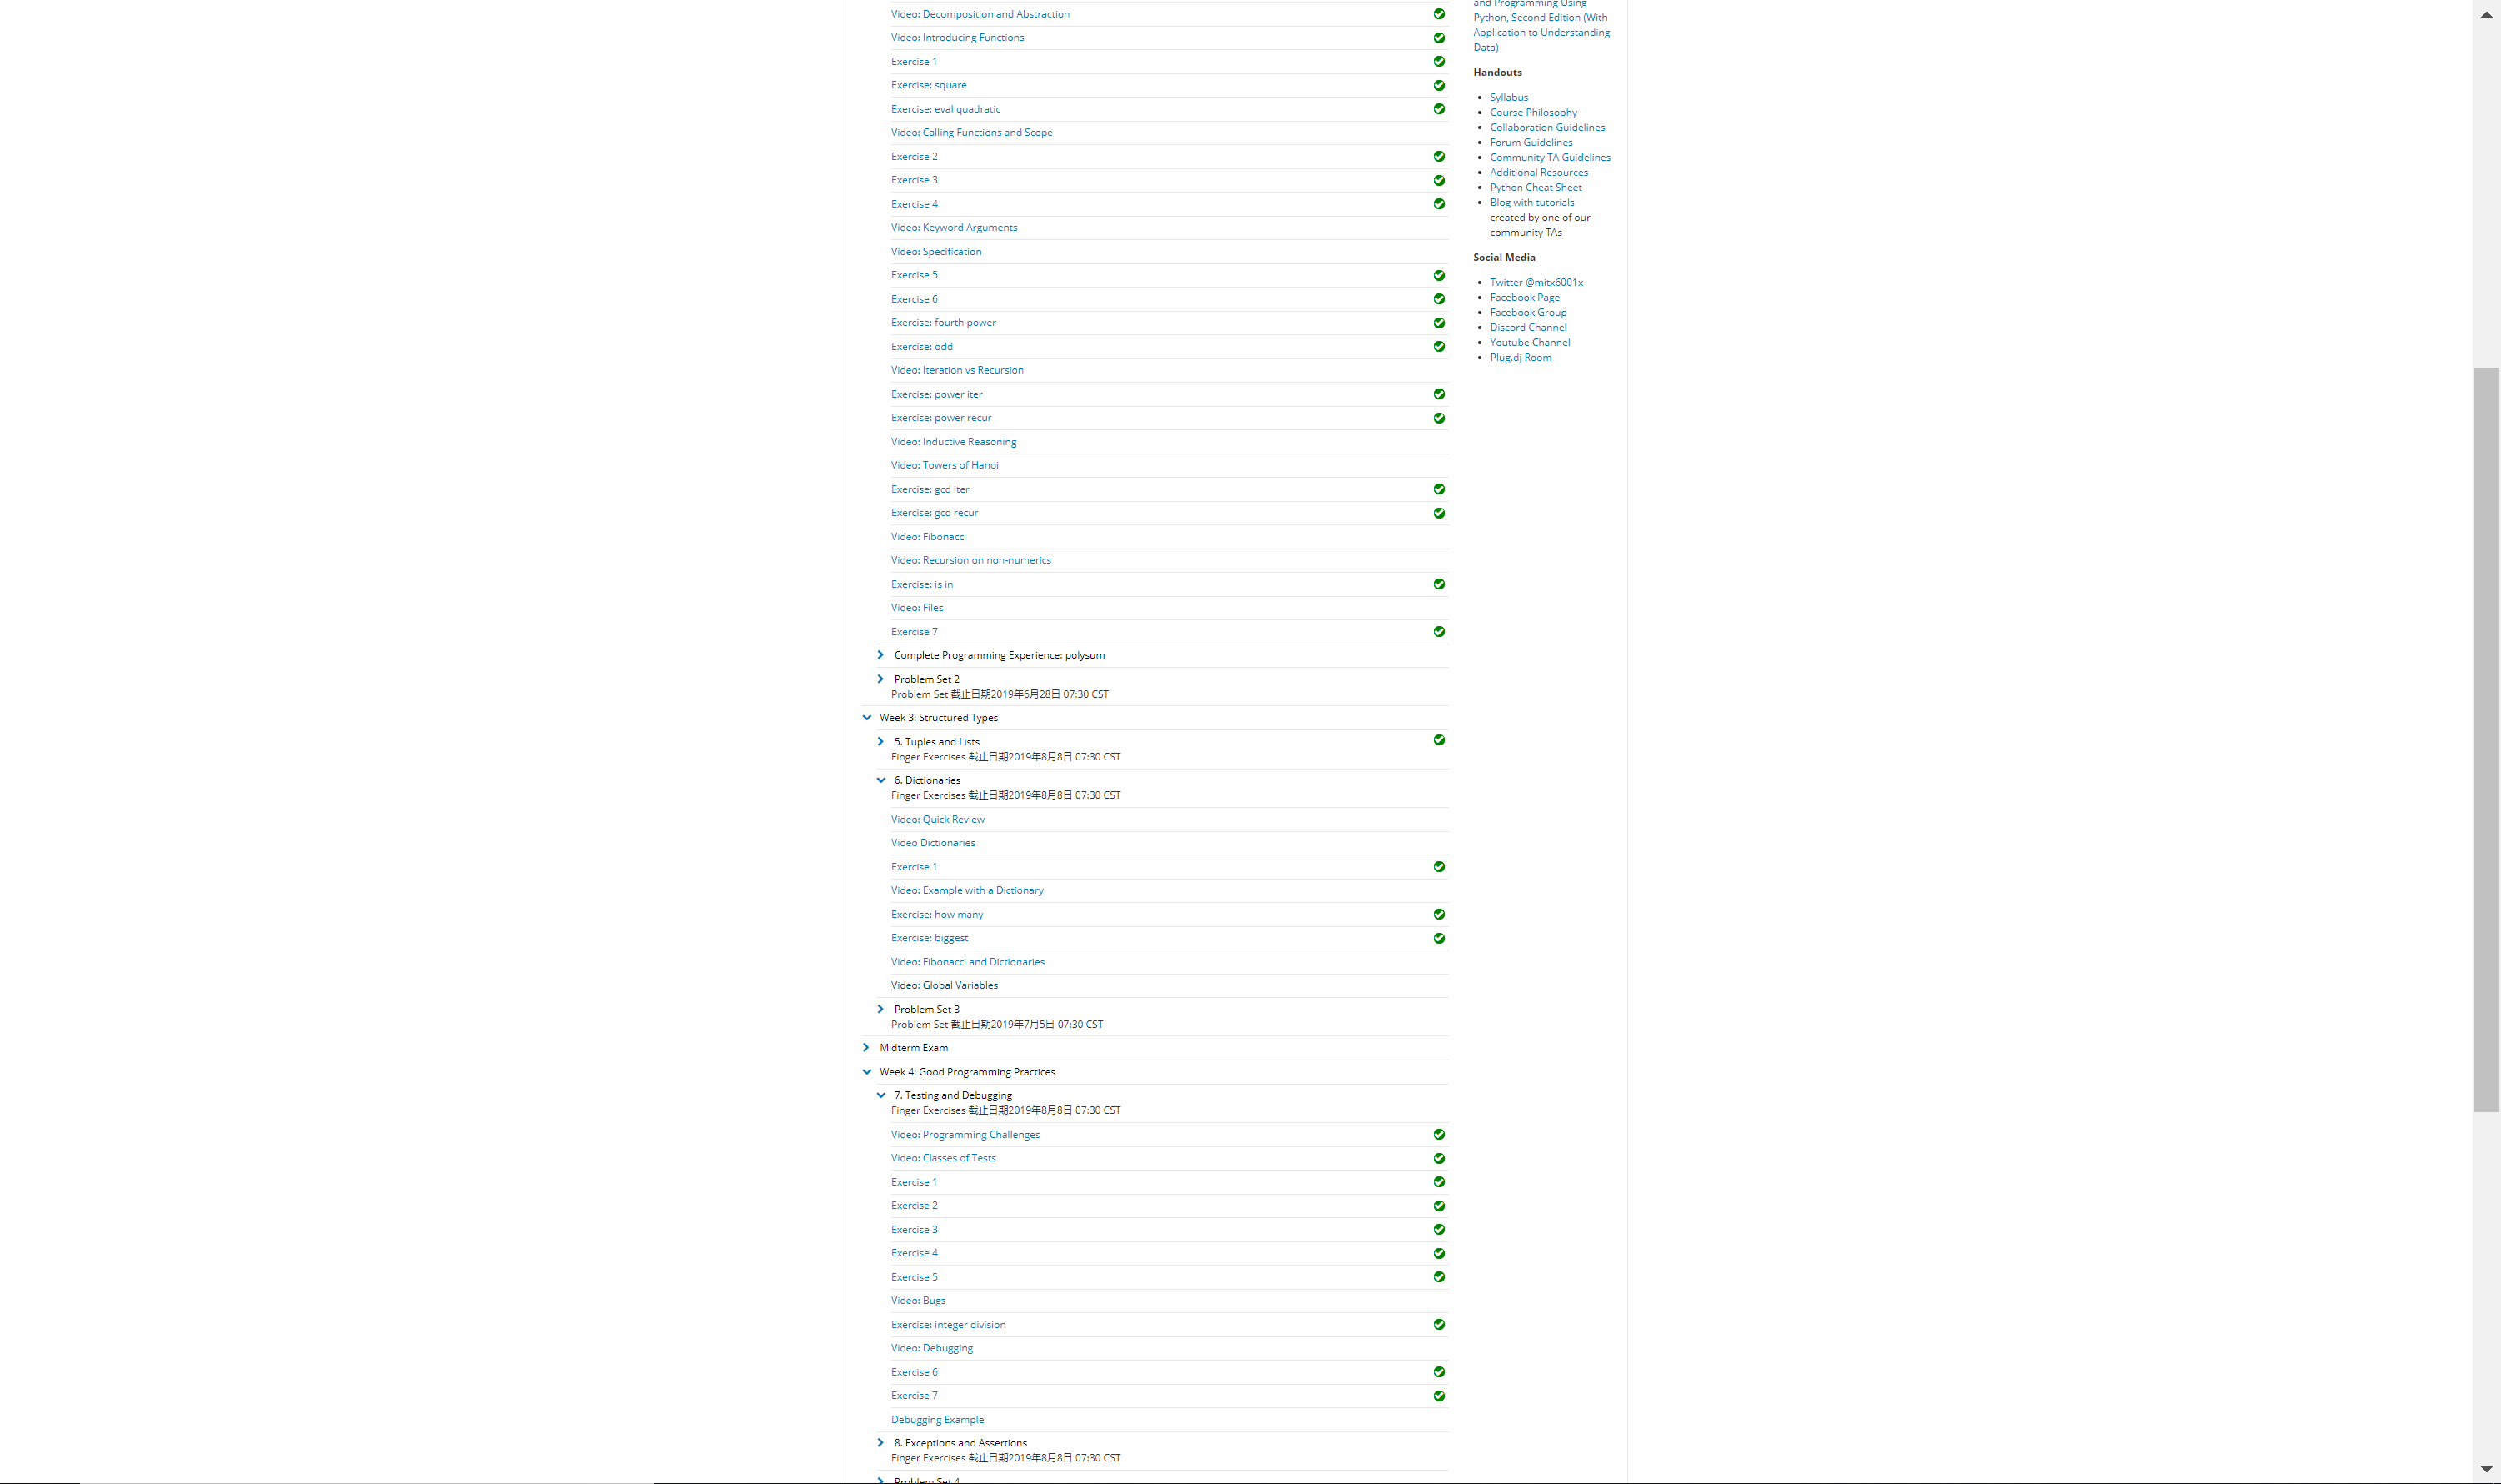 Video: Decomposition and Abstraction
Video: Introducing Functions
Exercise 1
Exercise: square
Exercise: eval quadratic
Video: Calling Functions and Scope
Exercise 2
Exercise 3
Exercise 4
Video: Keyword Arguments
Video: Specification
Exercise 5
Exercise 6
Exercise: fourth power
Exercise: odd
Video: Iteration vs Recursion
Exercise: power iter
Exercise: power recur
Video: Inductive Reasoning
Video: Towers of Hanoi
Exercise: gcd iter
Exercise: gcd recur
Video: Fibonacci
Video: Recursion on non-numerics
Exercise: is in
Video: Files
Exercise 7
Complete Programming Experience: polysum
Problem Set 2
Problem Set 截止日期2019年6月28日 07:30 CST
Week 3: Structured Types
5. Tuples and Lists
Finger Exercises 截止日期2019年8月8日 07:30 CST
6. Dictionaries
Finger Exercises 截止日期2019年8月8日 07:30 CST
Video: Quick Review
Video Dictionaries
Exercise 1
Video: Example with a Dictionary
Exercise: how many
Exercise: biggest
Video: Fibonacci and Dictionaries
Video: Global Variables
Problem Set 3
Problem Set 截止日期2019年7月5日 07:30 CST
Midterm Exam
Week 4: Good Programming Practices
7. Testing and Debugging
Finger Exercises 截止日期2019年8月8日 07:30 CST
Video: Programming Challenges
Video: Classes of Tests
Exercise 1
Exercise 2
Exercise 3
Exercise 4
Exercise 5
Video: Bugs
Exercise: integer division
Video: Debugging
Exercise 6
Exercise 7
Debugging Example
8. Exceptions and Assertions
Finger Exercises 截止日期2019年8月8日 07:30 CST
Problem Set 4
and Programming Using
Python, Second Edition (With
Application to Understanding
Data)
Handouts
Syllabus
Course Philosophy
Collaboration Guidelines
Forum Guidelines
Community TA Guidelines
Additional Resources
Python Cheat Sheet
Blog with tutorials
created by one of our
community TAs
Social Media
Twitter @mitx6001x
Facebook Page
Facebook Group
Discord Channel
Youtube Channel
Plug.dj Room